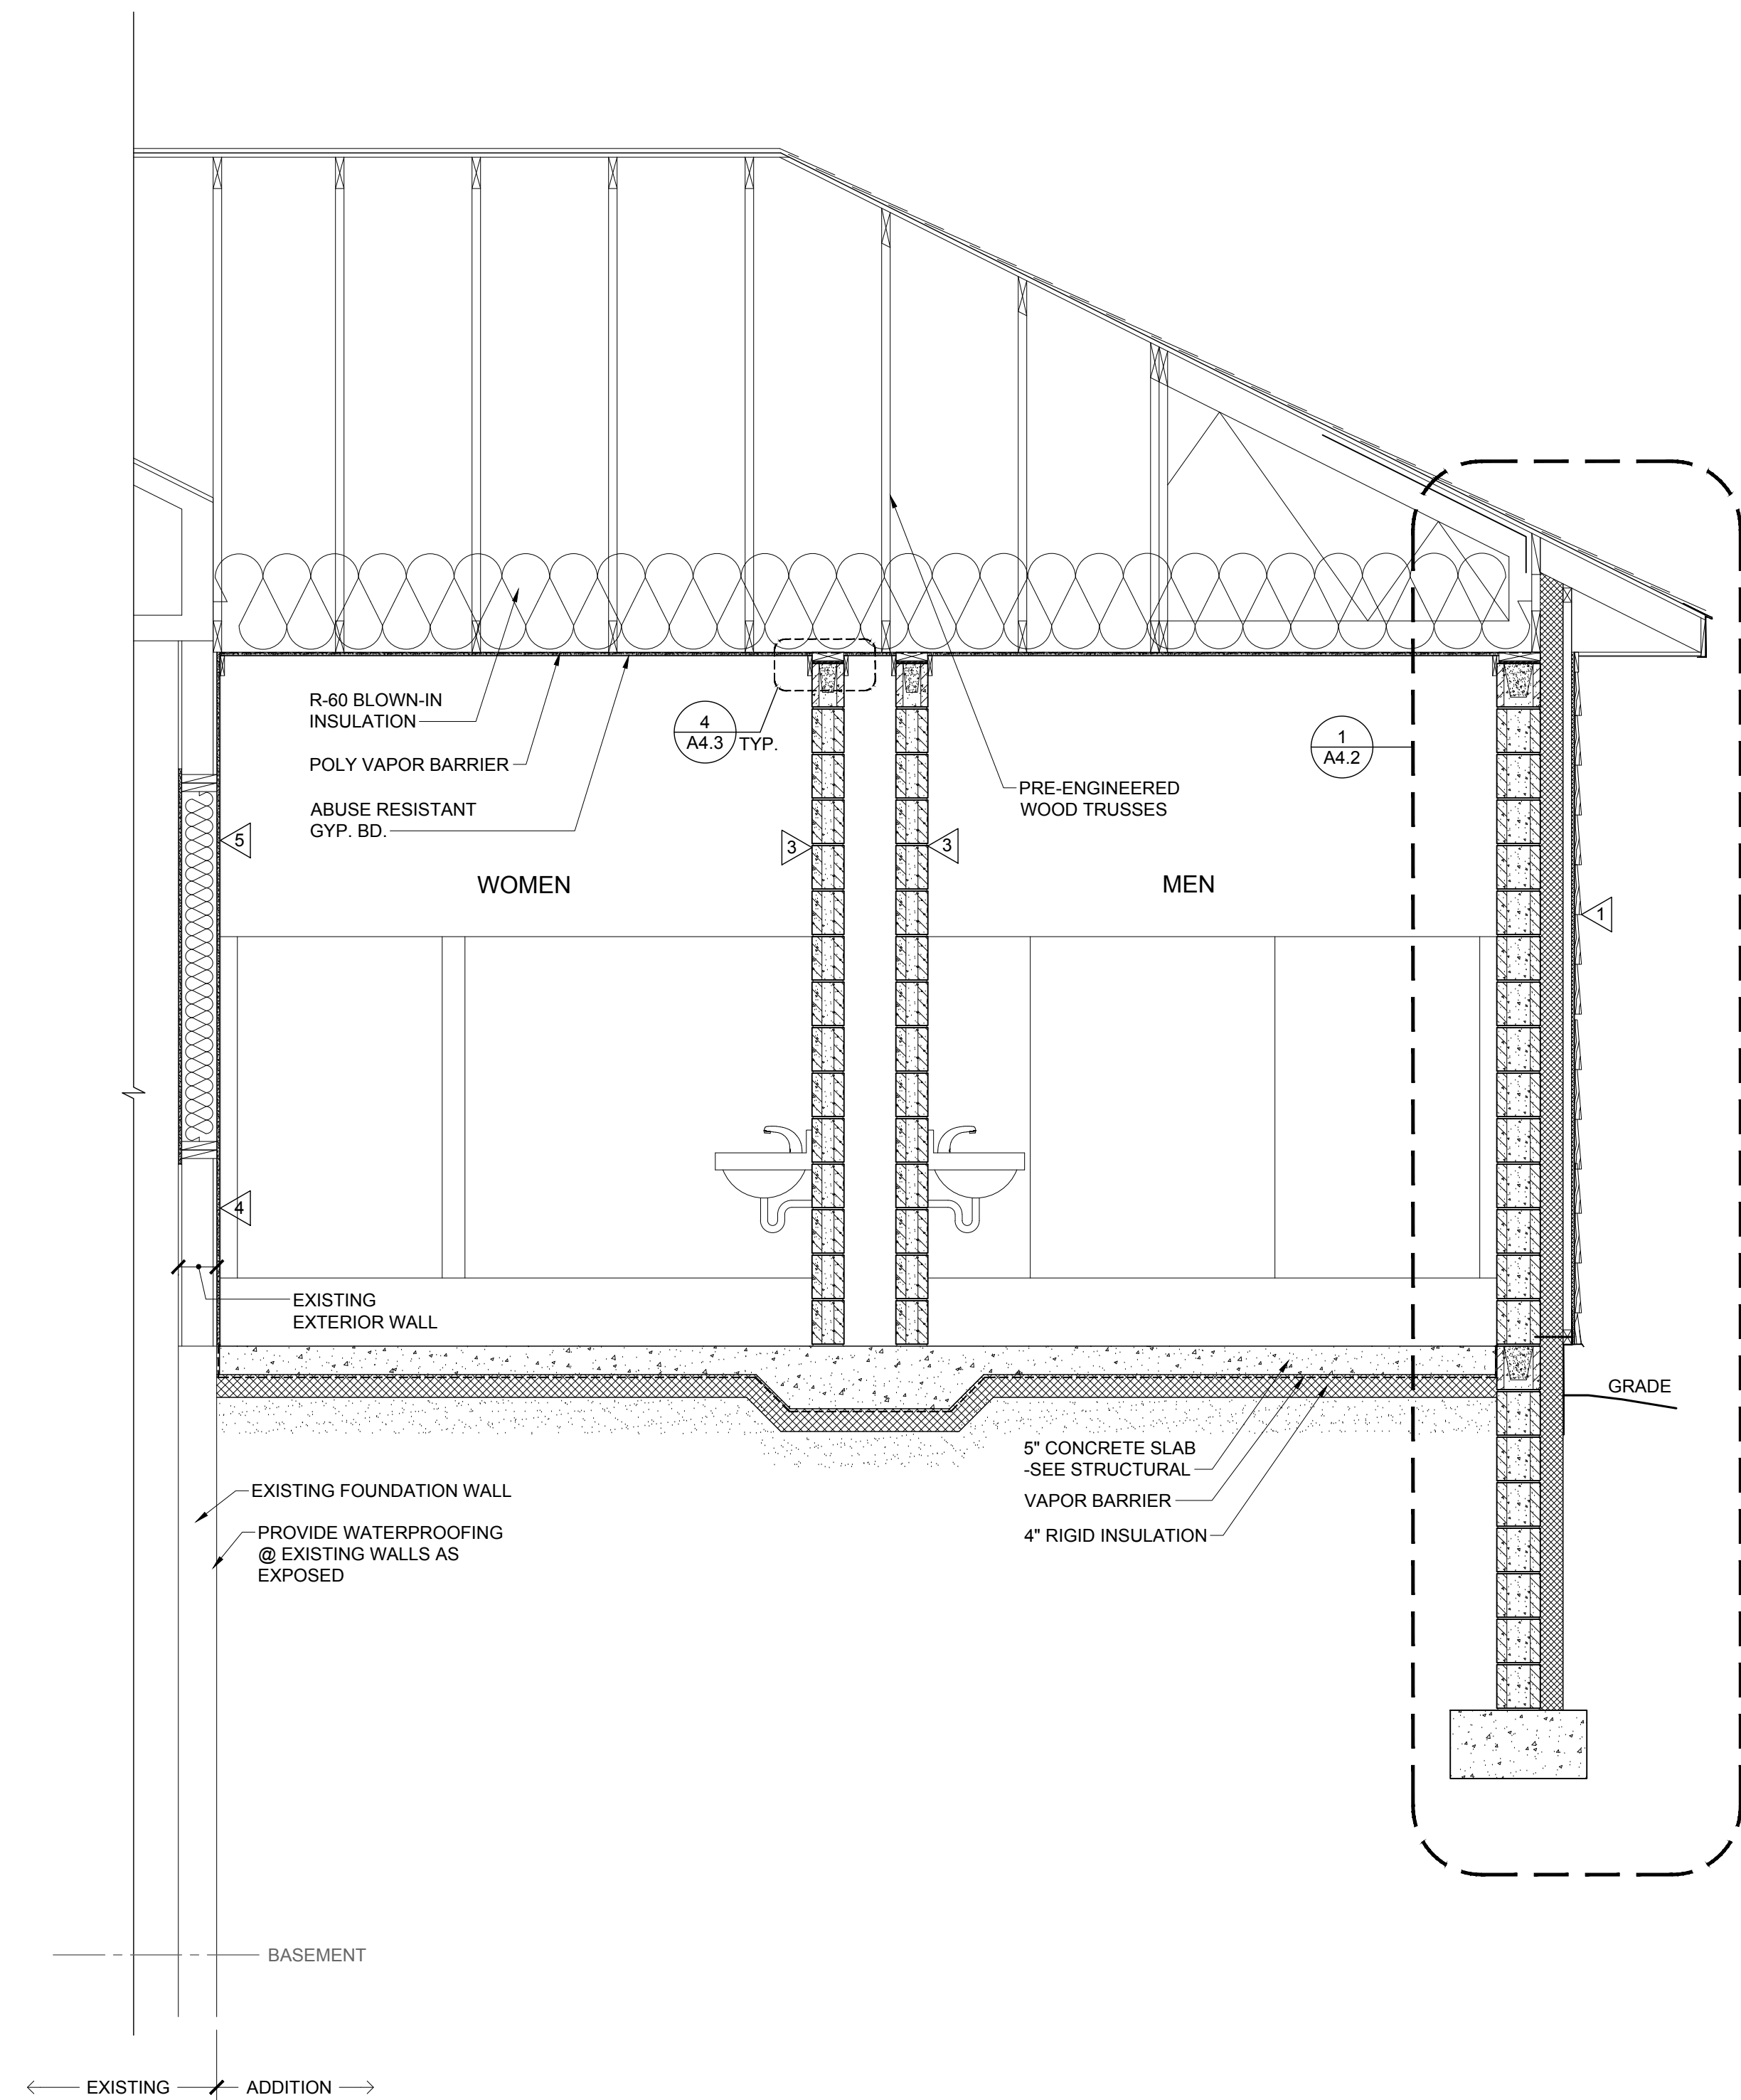 R-60 BLOWN-IN
INSULATION
POLY VAPOR BARRIER
ABUSE RESISTANT
GYP. BD.
4
A4.3
TYP.
PRE-ENGINEERED
WOOD TRUSSES
1
A4.2
5
3
3
WOMEN
MEN
1
4
EXISTING
EXTERIOR WALL
GRADE
5" CONCRETE SLAB
-SEE STRUCTURAL
VAPOR BARRIER
4" RIGID INSULATION
EXISTING FOUNDATION WALL
PROVIDE WATERPROOFING
@ EXISTING WALLS AS
EXPOSED
BASEMENT
EXISTING
ADDITION